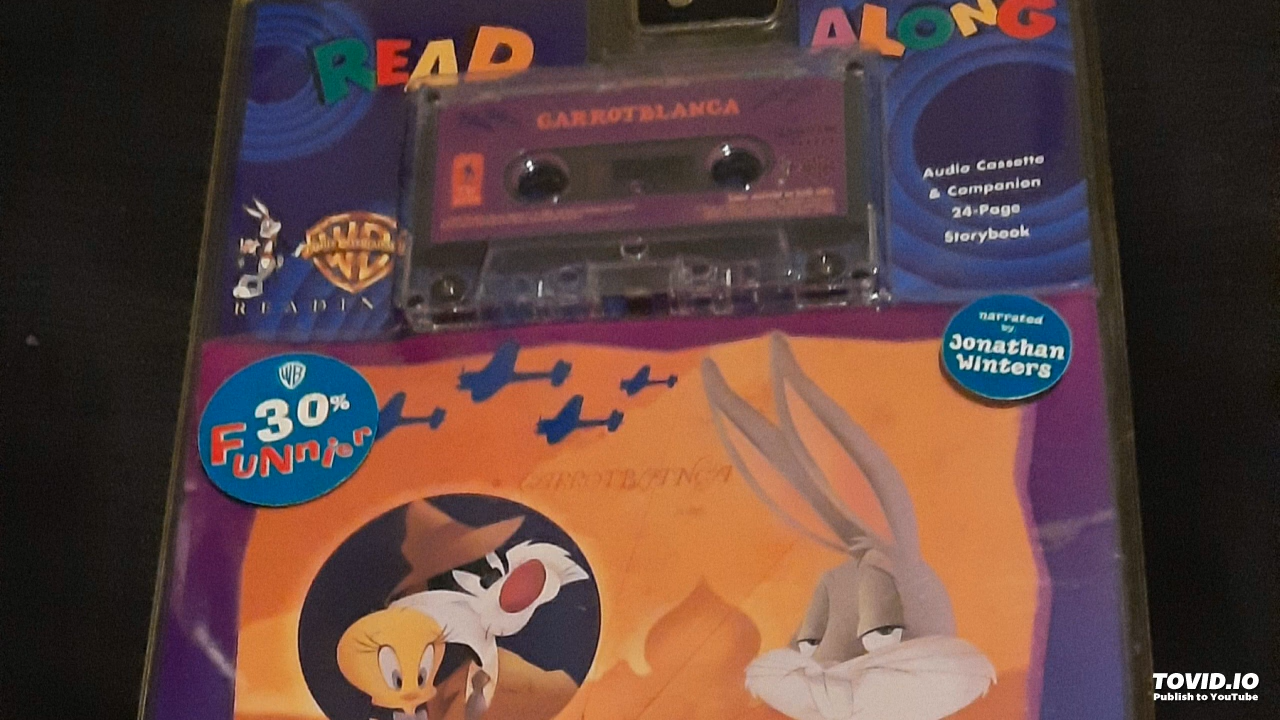 READ ALONG
CARROTBLANCA
Audio Cassette
& Companion
24-Page
Storybook
narrated
by
Jonathan
Winters
WB
30%
Funnier
CARROTBLANCA
TOVID.IO
Publish to YouTube